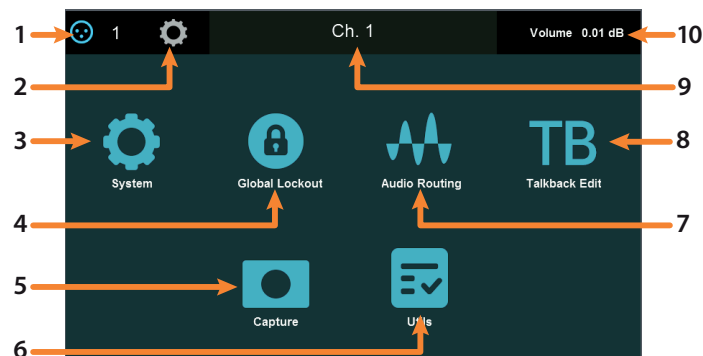 1 1 Ch. 1 Volume 0.01 dB 10
2 9
3 TB 8
System Global Lockout Audio Routing Talkback Edit
4 7
5
Capture Utils
6